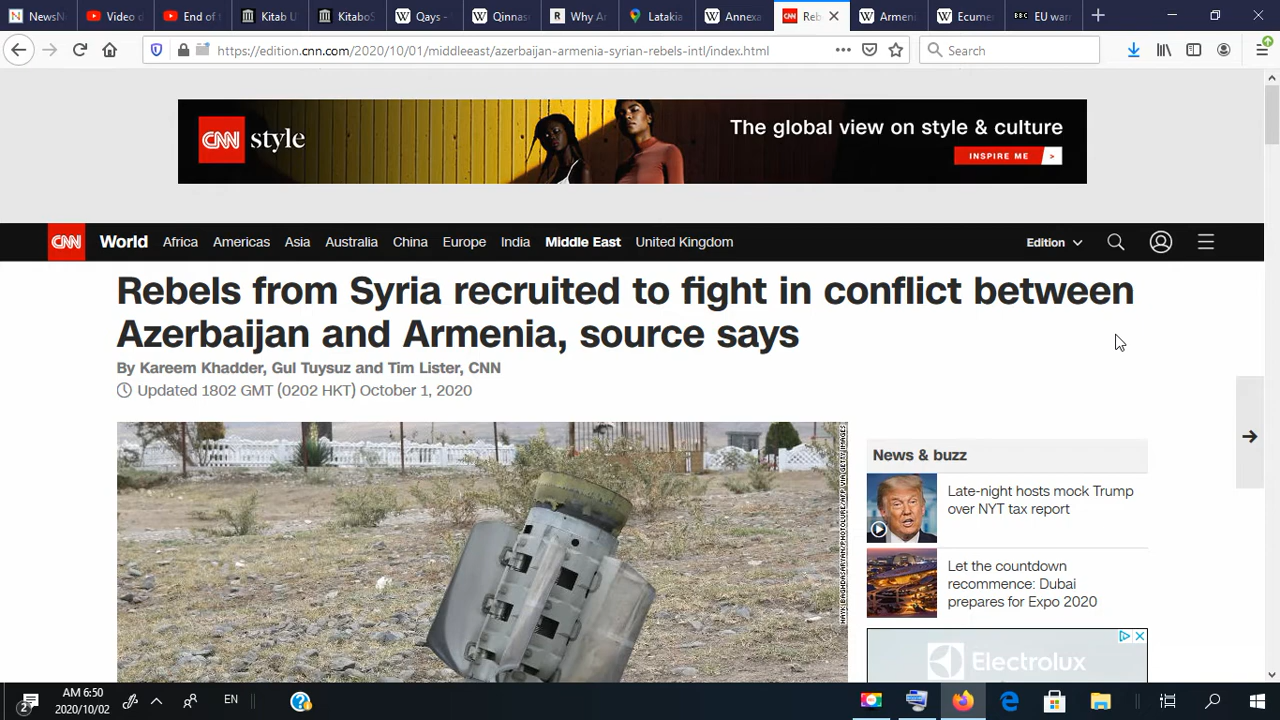 NewsNo
Video d
End of
Kitab U
KitaboS
Qays -
Qinnas
Why Ar
Latakia
Annexa
Reb
Armen
Ecume
BBC EU war
https://edition.cnn.com/2020/10/01/middleeast/azerbaijan-armenia-syrian-rebels-intl/index.html
Search
CNN style
The global view on style & culture
INSPIRE ME >
CNN World Africa Americas Asia Australia China Europe India Middle East United Kingdom Edition
Rebels from Syria recruited to fight in conflict between
Azerbaijan and Armenia, source says
By Kareem Khadder, Gul Tuysuz and Tim Lister, CNN
Updated 1802 GMT (0202 HKT) October 1, 2020
News & buzz
Late-night hosts mock Trump
over NYT tax report
Let the countdown
recommence: Dubai
prepares for Expo 2020
Electrolux
AM 6:50
2020/10/02
EN
2